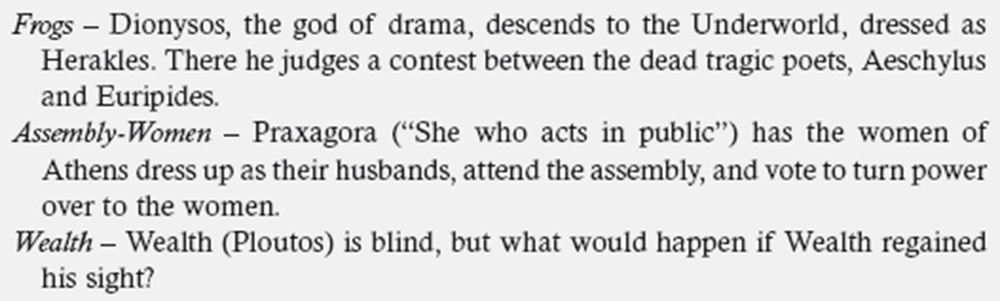 Frogs – Dionysos, the god of drama, descends to the Underworld, dressed as
Herakles. There he judges a contest between the dead tragic poets, Aeschylus
and Euripides.
Assembly-Women – Praxagora (“She who acts in public”) has the women of
Athens dress up as their husbands, attend the assembly, and vote to turn power
over to the women.
Wealth – Wealth (Ploutos) is blind, but what would happen if Wealth regained
his sight?